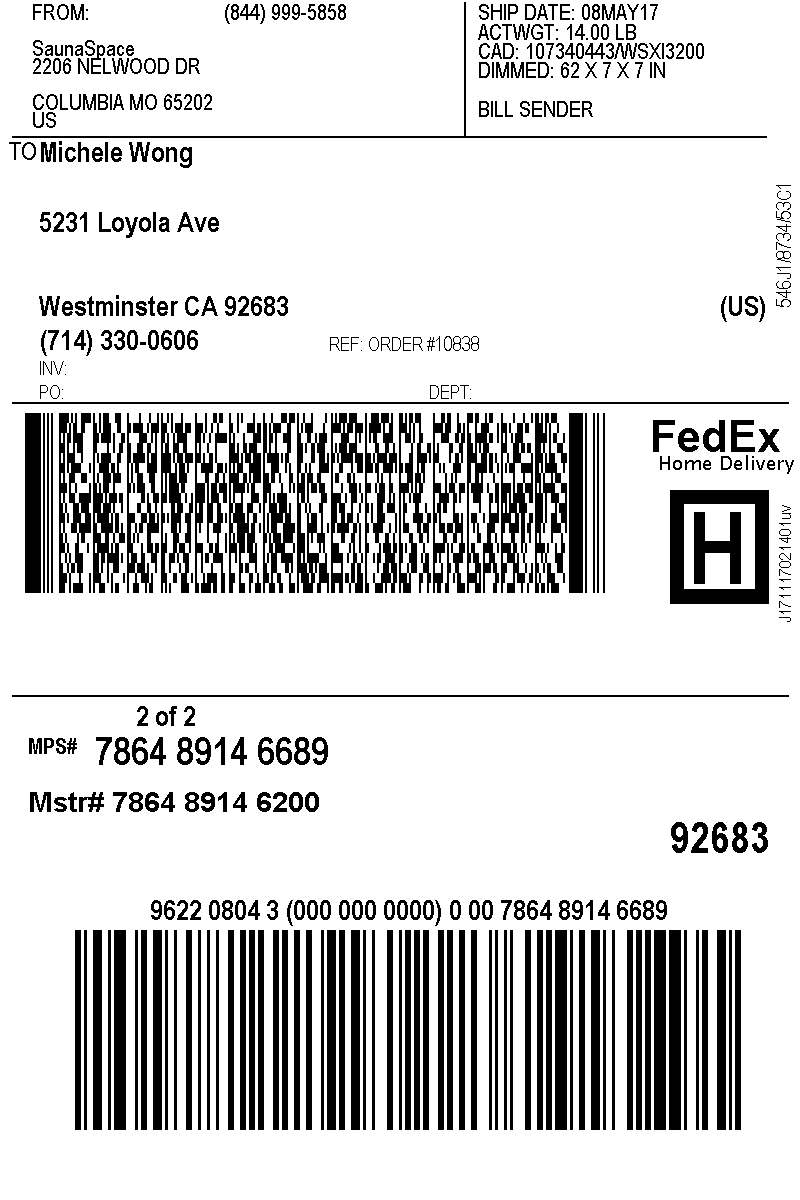 FROM: (844) 999-5858
SaunaSpace
2206 NELWOOD DR
COLUMBIA MO 65202
US
SHIP DATE: 08MAY17
ACTWGT: 14.00 LB
CAD: 107340443/WSXI3200
DIMMED: 62 X 7 X 7 IN
BILL SENDER
TO Michele Wong
5231 Loyola Ave
Westminster CA 92683 (US)
(714) 330-0606 REF: ORDER #10838
INV:
PO: DEPT:
546J1/8734/53C1
FedEx
Home Delivery
H
J171117021401uv
2 of 2
MPS# 7864 8914 6689
Mstr# 7864 8914 6200
92683
9622 0804 3 (000 000 0000) 0 00 7864 8914 6689